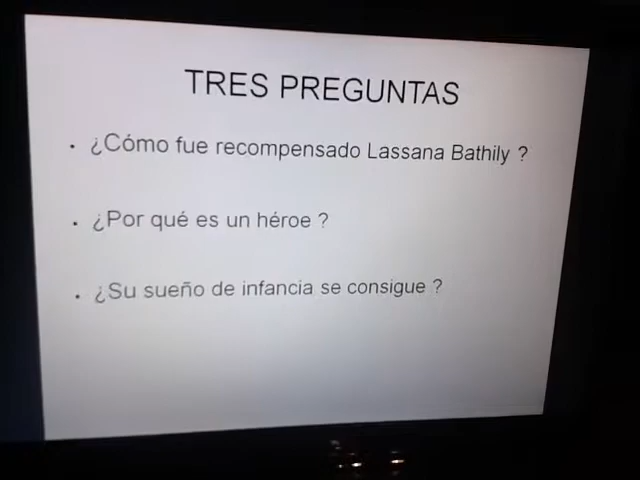 TRES PREGUNTAS
• ¿Cómo fue recompensado Lassana Bathily ?
• ¿Por qué es un héroe ?
• ¿Su sueño de infancia se consigue ?